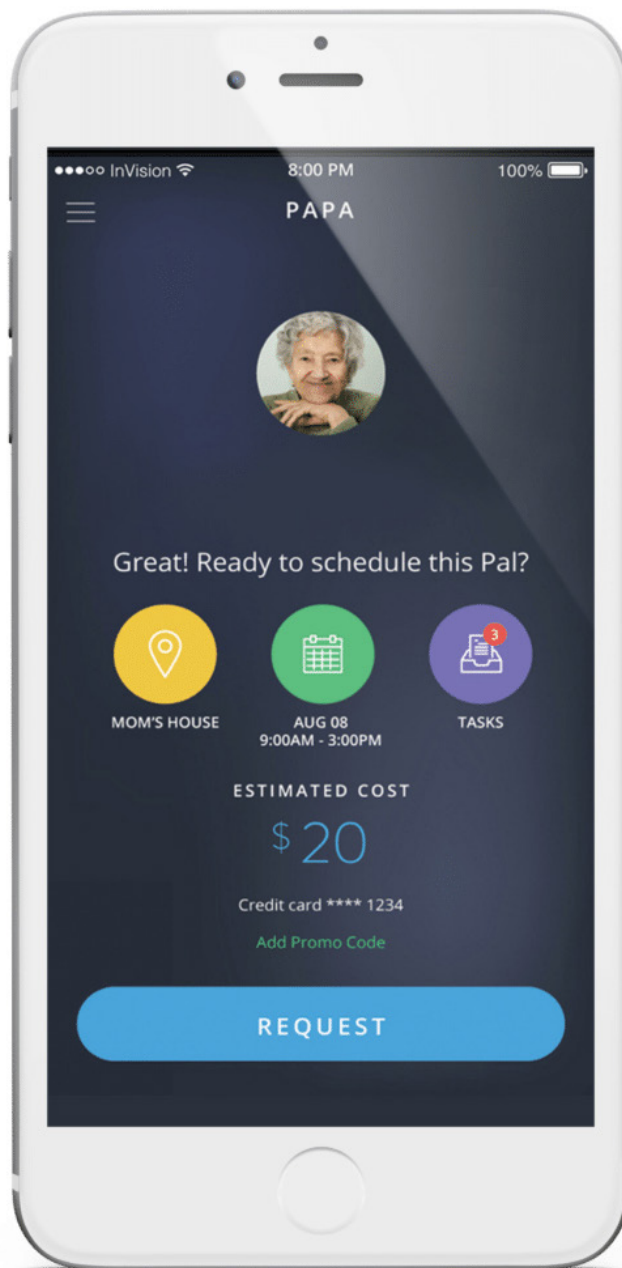 ●●●○○ InVision 8:00 PM 100%
PAPA
Great! Ready to schedule this Pal?
3
MOM'S HOUSE AUG 08 TASKS
9:00AM - 3:00PM
ESTIMATED COST
$20
Credit card **** 1234
Add Promo Code
REQUEST